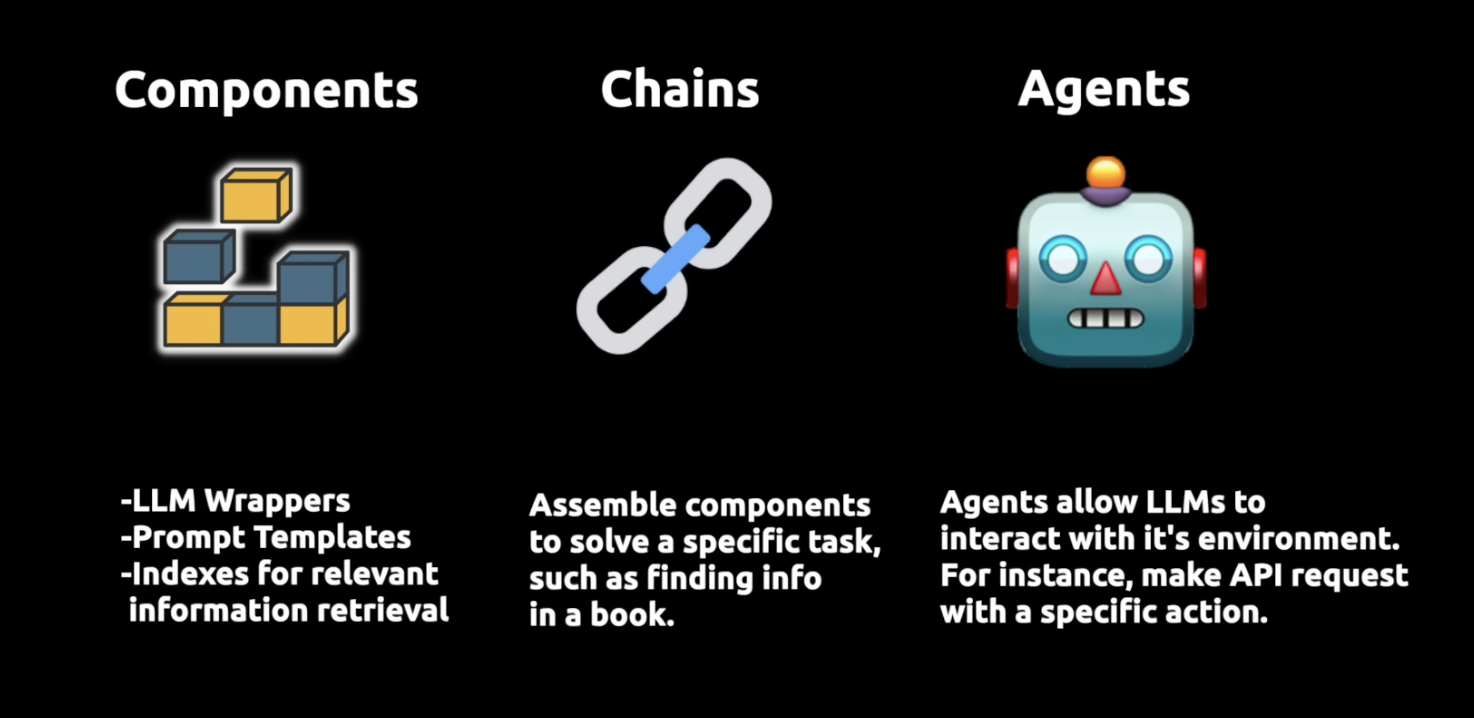 Components
-LLM Wrappers
-Prompt Templates
-Indexes for relevant
information retrieval
Chains
Assemble components
to solve a specific task,
such as finding info
in a book.
Agents
Agents allow LLMs to
interact with it's environment.
For instance, make API request
with a specific action.